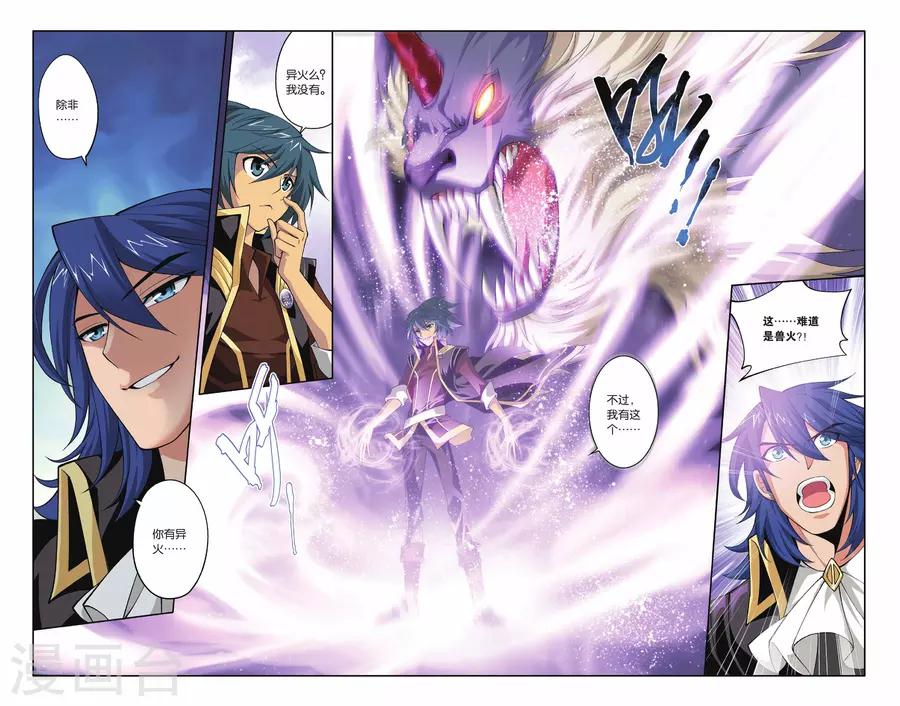 除非
……
你有异
火……
异火么?
我没有。
不过,
我有这
个……
这……难道
是兽火?!
漫画台